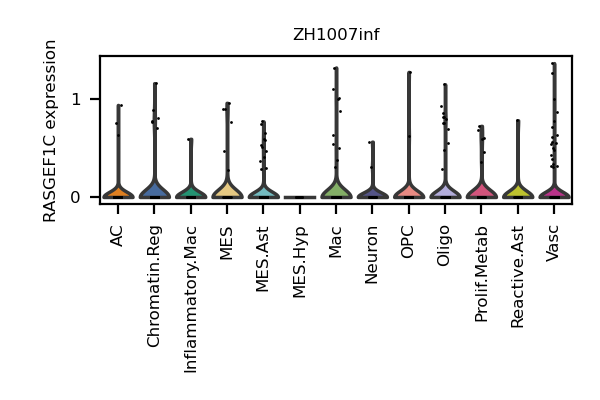 ZH1007inf
RASGEF1C expression
1
0
AC
Chromatin.Reg
Inflammatory.Mac
MES
MES.Ast
MES.Hyp
Mac
Neuron
OPC
Oligo
Prolif.Metab
Reactive.Ast
Vasc